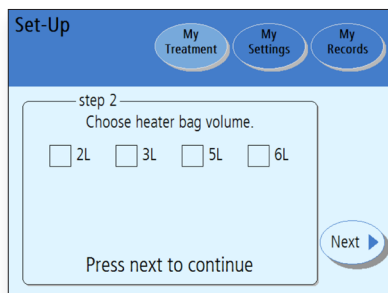 Set-Up
My Treatment
My Settings
My Records
step 2
Choose heater bag volume.
2L 3L 5L 6L
Next
Press next to continue